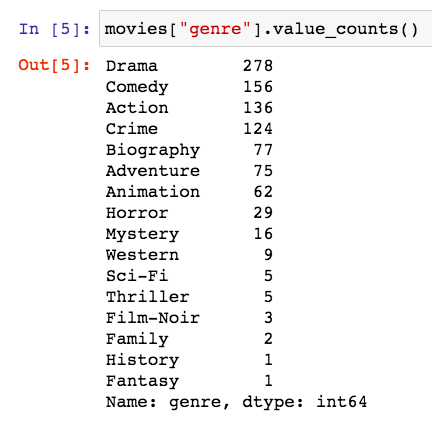 In [5]: movies["genre"].value_counts()
Out[5]: Drama 278
Comedy 156
Action 136
Crime 124
Biography 77
Adventure 75
Animation 62
Horror 29
Mystery 16
Western 9
Sci-Fi 5
Thriller 5
Film-Noir 3
Family 2
History 1
Fantasy 1
Name: genre, dtype: int64